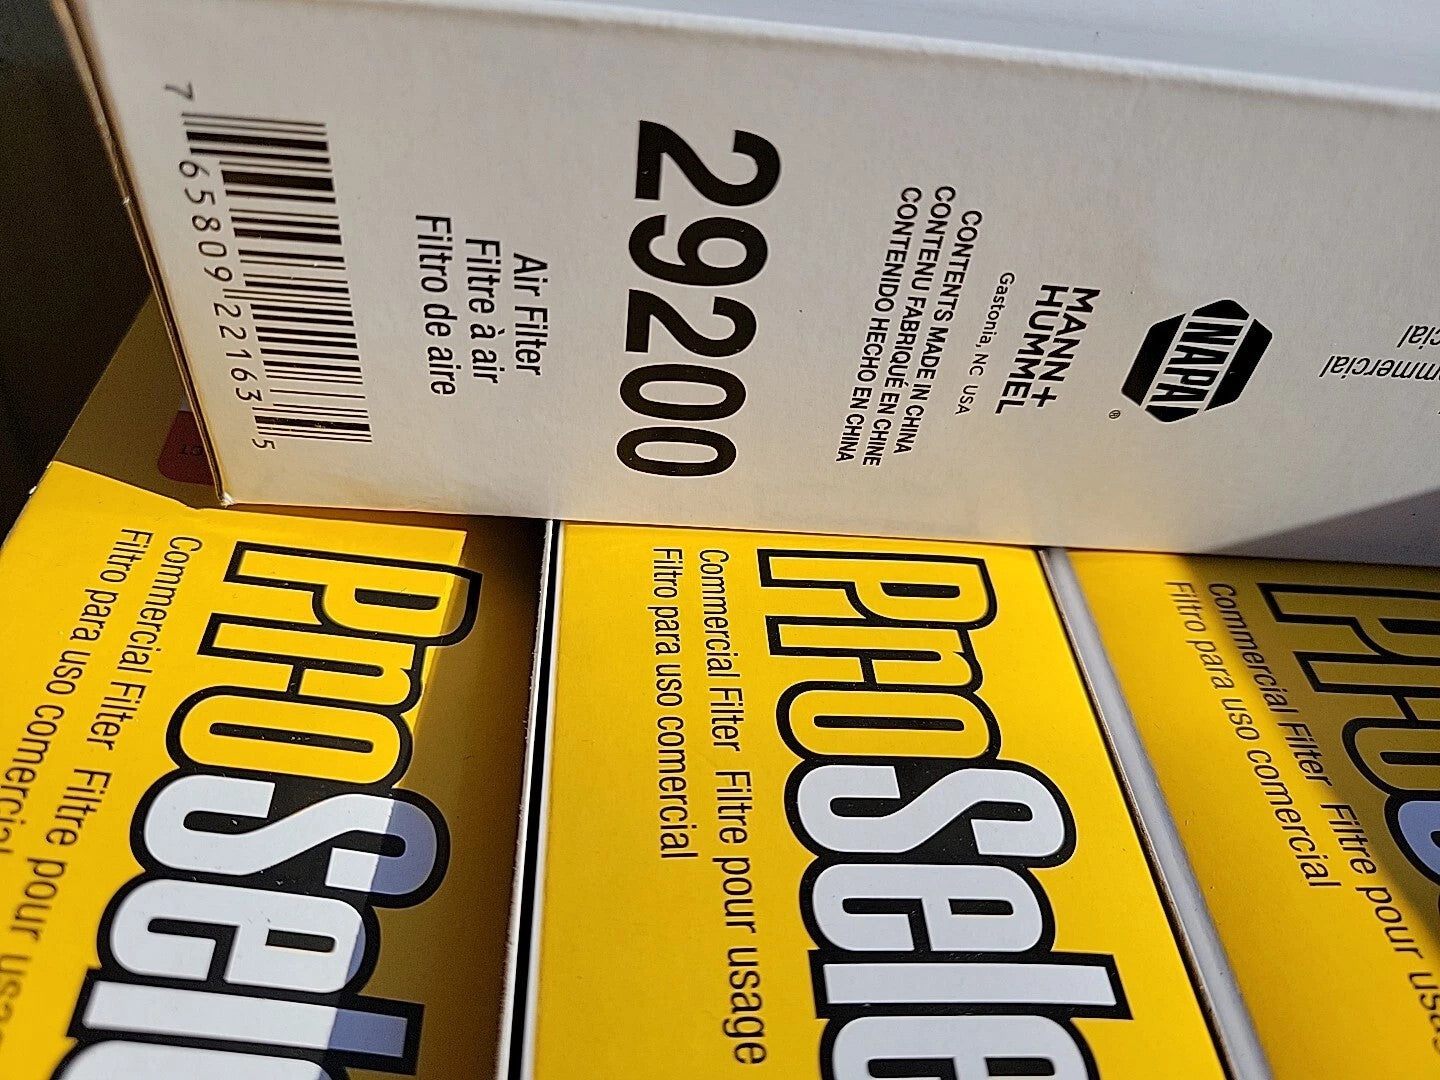 NAPA
®
MANN+
HUMMEL
Gastonia, NC USA
CONTENTS MADE IN CHINA
CONTENU FABRIQUÉ EN CHINE
CONTENIDO HECHO EN CHINA
29200
Air Filter
Filtre à air
Filtro de aire
7 65809 22163 5
ProSele
Commercial Filter Filtre pour
Filtro para uso comercial
ProSele
Commercial Filter Filtre pour usage
Filtro para uso comercial
Pro
Commercial Filter Filtre pour
Filtro para uso comercial